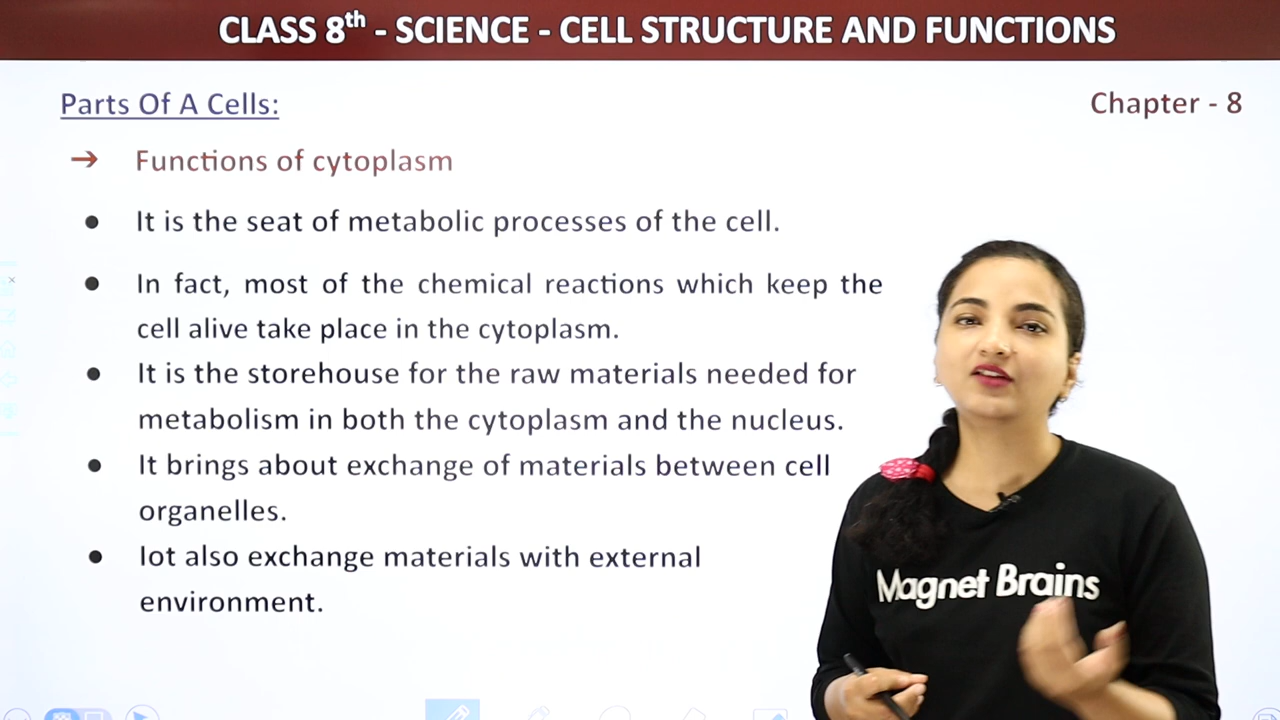 CLASS 8th - SCIENCE - CELL STRUCTURE AND FUNCTIONS
Parts Of A Cells:
Chapter - 8
→ Functions of cytoplasm
● It is the seat of metabolic processes of the cell.
● In fact, most of the chemical reactions which keep the
cell alive take place in the cytoplasm.
● It is the storehouse for the raw materials needed for
metabolism in both the cytoplasm and the nucleus.
● It brings about exchange of materials between cell
organelles.
● Iot also exchange materials with external
environment.
Magnet Brains